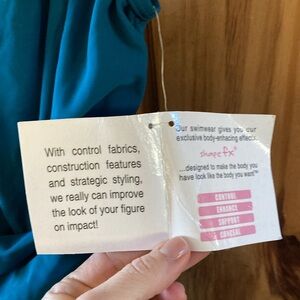 With control fabrics,
construction features
and strategic styling,
we really can improve
the look of your figure
on impact!
Our swimwear gives you our
exclusive body-enhacing effects.
shape fx
...designed to make the body you
have look like the body you want!™
CONTROL
ENHANCE
SUPPORT
CONCEAL